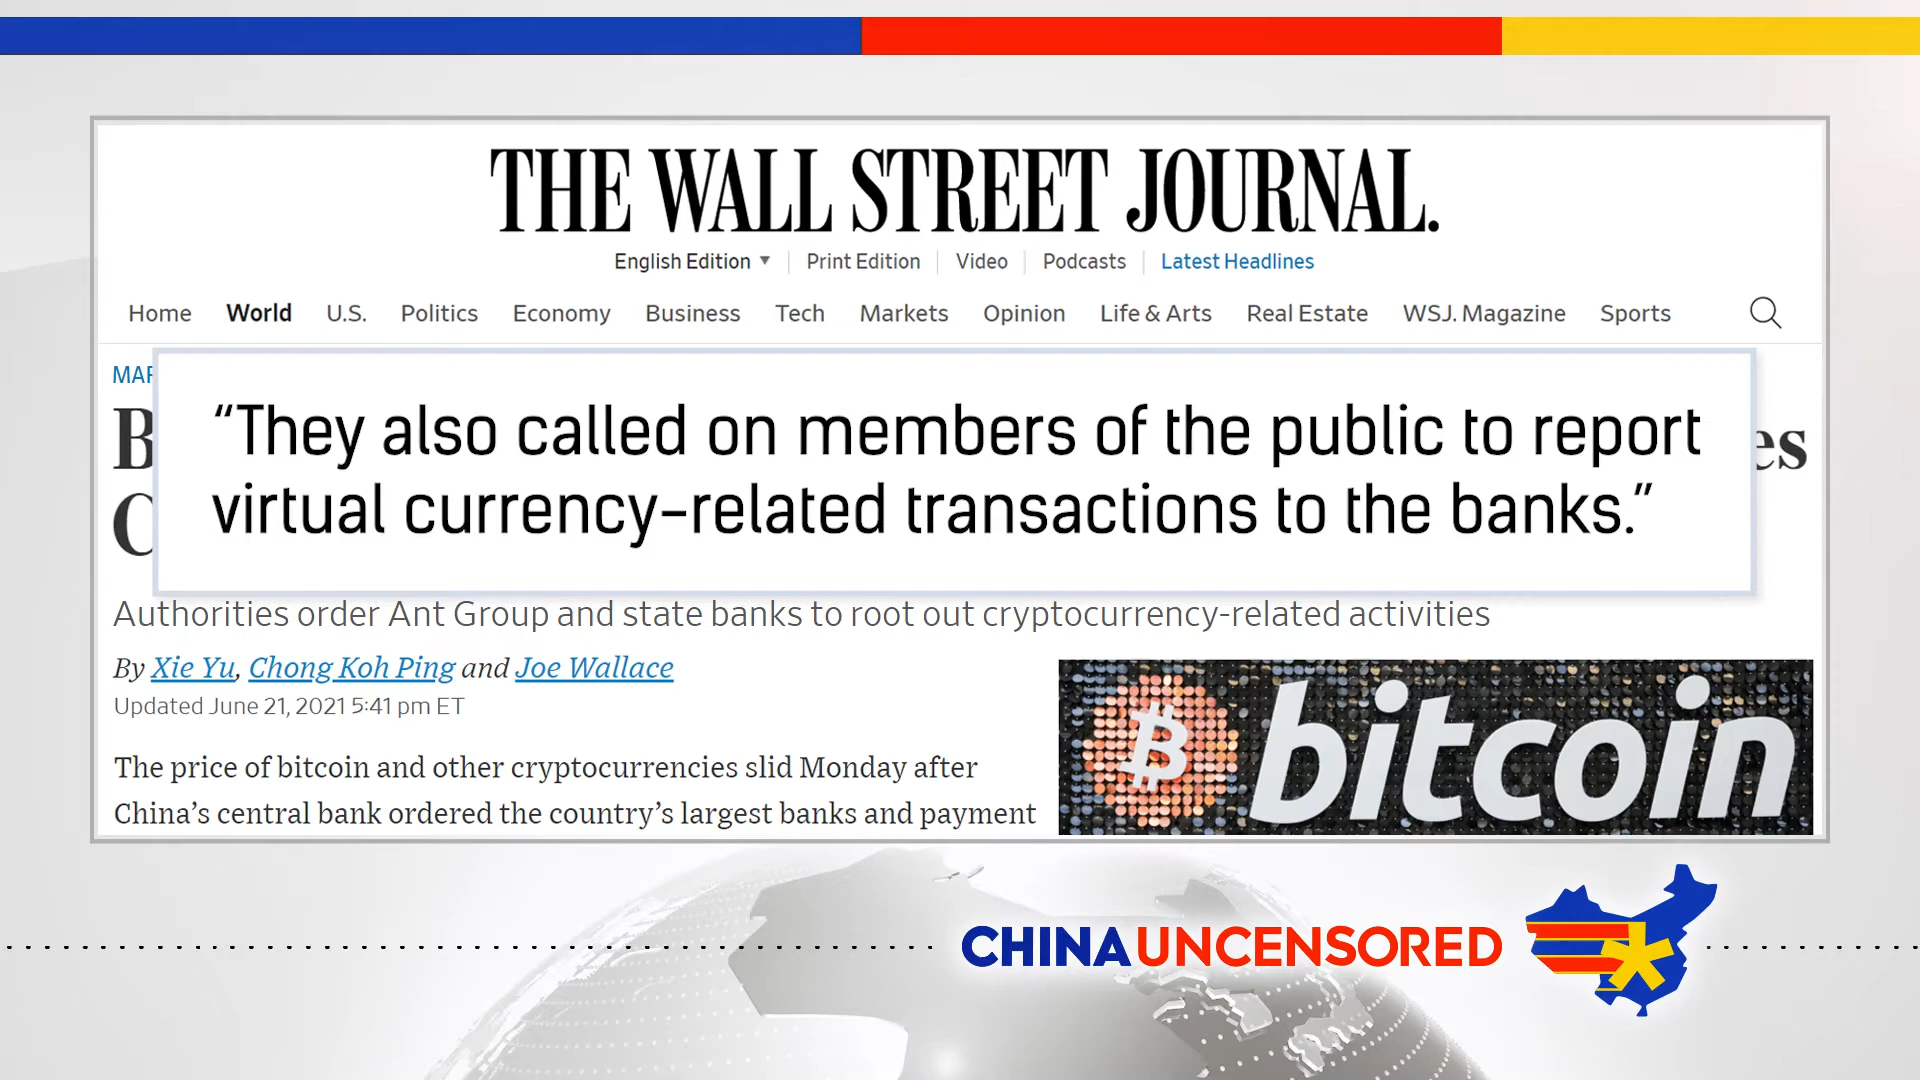 THE WALL STREET JOURNAL.
English Edition Print Edition Video Podcasts Latest Headlines
Home World U.S. Politics Economy Business Tech Markets Opinion Life & Arts Real Estate WSJ. Magazine Sports
“They also called on members of the public to report
virtual currency-related transactions to the banks.”
Authorities order Ant Group and state banks to root out cryptocurrency-related activities
By Xie Yu, Chong Koh Ping and Joe Wallace
Updated June 21, 2021 5:41 pm ET
The price of bitcoin and other cryptocurrencies slid Monday after
China’s central bank ordered the country’s largest banks and payment
bitcoin
CHINA UNCENSORED